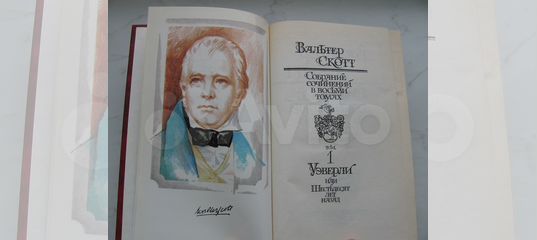 Вальтер
Скотт
Собрание
сочинений
в восьми
томах
том
1
Уэверли
или
Шестьдесят
лет
назад